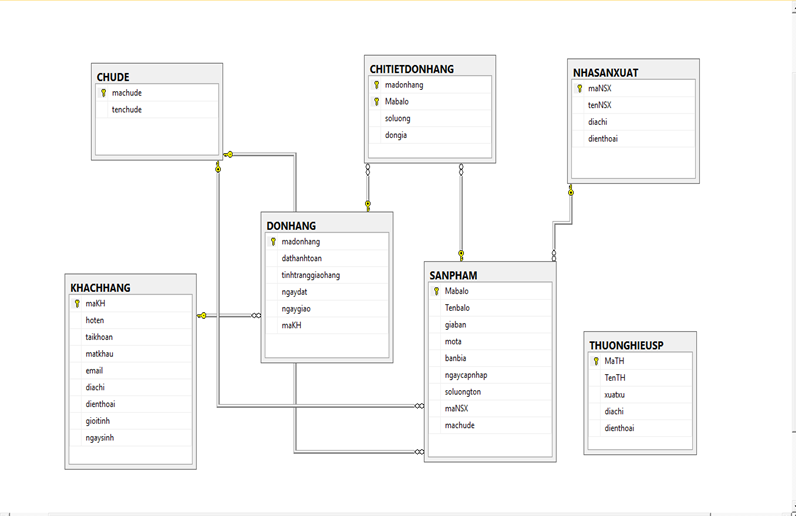 CHUDE
machude
tenchude
CHITIETDONHANG
madonhang
Mabalo
soluong
dongia
NHASANXUAT
maNSX
tenNSX
diachi
dienthoai
DONHANG
madonhang
dathanhtoan
tinhtranggiaohang
ngaydat
ngaygiao
maKH
KHACHHANG
maKH
hoten
taikhoan
matkhau
email
diachi
dienthoai
gioitinh
ngaysinh
SANPHAM
Mabalo
Tenbalo
giaban
mota
banbia
ngaycapnhap
soluongton
maNSX
machude
THUONGHIEUSP
MaTH
TenTH
xuatxu
diachi
dienthoai